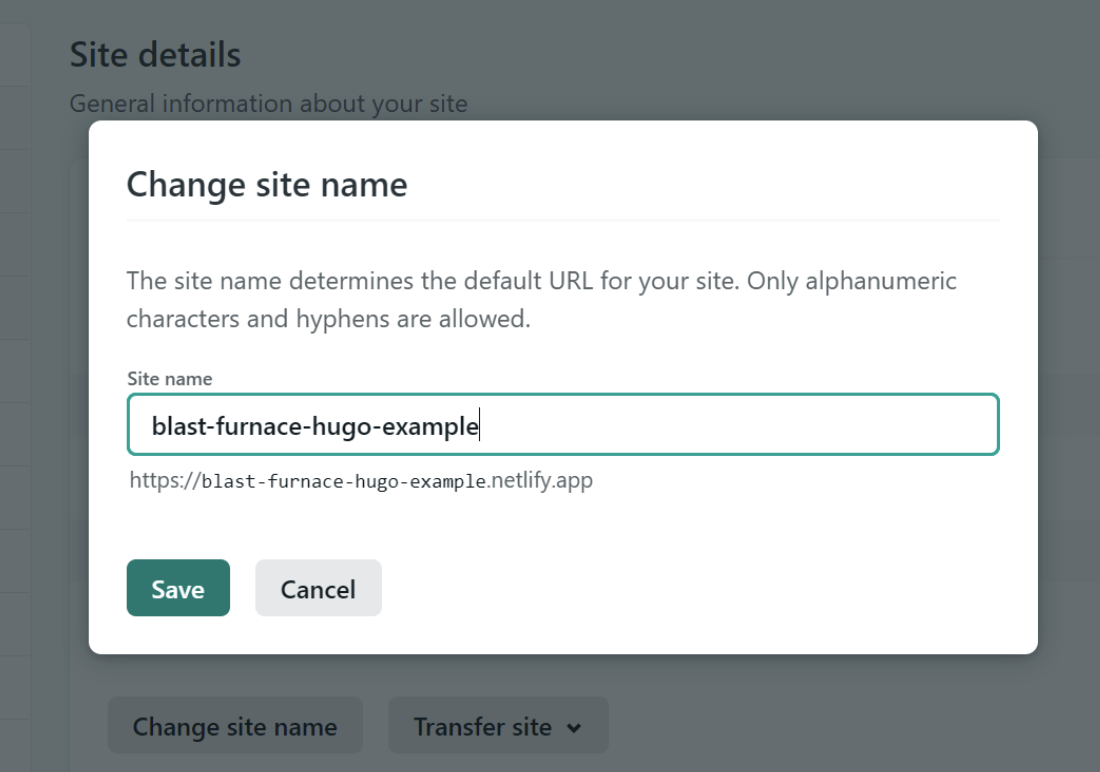 Site details
General information about your site
Change site name
The site name determines the default URL for your site. Only alphanumeric
characters and hyphens are allowed.
Site name
blast-furnace-hugo-example
https://blast-furnace-hugo-example.netlify.app
Save Cancel
Change site name Transfer site